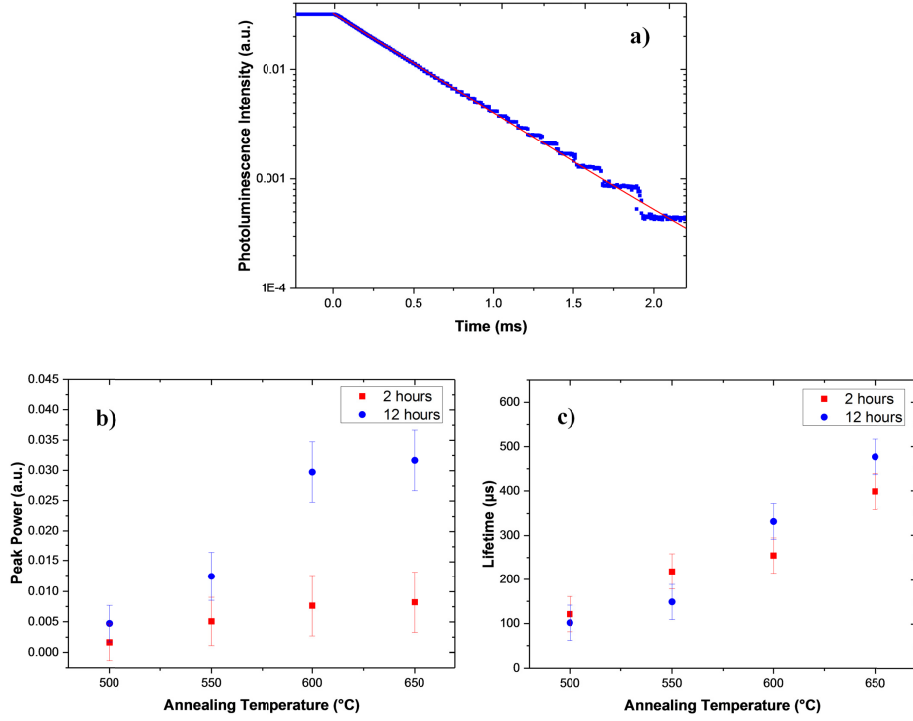 a)
Photoluminescence Intensity (a.u.)
0.01
0.001
1E-4
0.0
0.5
1.0
1.5
2.0
Time (ms)
b)
2 hours
12 hours
Peak Power (a.u.)
0.045
0.040
0.035
0.030
0.025
0.020
0.015
0.010
0.005
0.000
500
550
600
650
Annealing Temperature (°C)
c)
2 hours
12 hours
Lifetime (µs)
600
500
400
300
200
100
0
500
550
600
650
Annealing Temperature (°C)